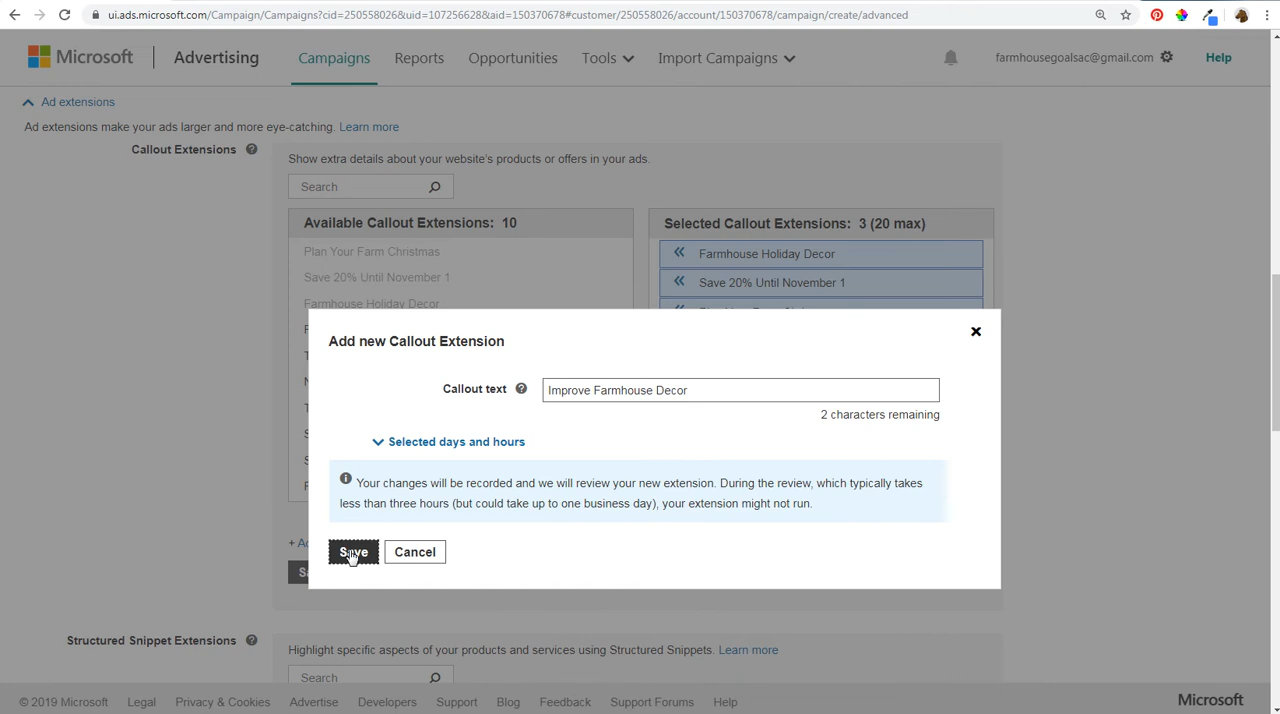 ui.ads.microsoft.com/Campaign/Campaigns?cid=250558026&uid=107256628&aid=150370678#customer/250558026/account/150370678/campaign/create/advanced
Microsoft Advertising Campaigns Reports Opportunities Tools Import Campaigns farmhousegoalsac@gmail.com Help
Ad extensions
Ad extensions make your ads larger and more eye-catching. Learn more
Callout Extensions
Show extra details about your website's products or offers in your ads.
Search
Available Callout Extensions: 10
Selected Callout Extensions: 3 (20 max)
Plan Your Farm Christmas
Farmhouse Holiday Decor
Save 20% Until November 1
Save 20% Until November 1
Farmhouse Holiday Decor
Add new Callout Extension
Callout text
Improve Farmhouse Decor
2 characters remaining
Selected days and hours
Your changes will be recorded and we will review your new extension. During the review, which typically takes
less than three hours (but could take up to one business day), your extension might not run.
Save Cancel
Structured Snippet Extensions
Highlight specific aspects of your products and services using Structured Snippets. Learn more
Search
© 2019 Microsoft Legal Privacy & Cookies Advertise Developers Support Blog Feedback Support Forums Help Microsoft